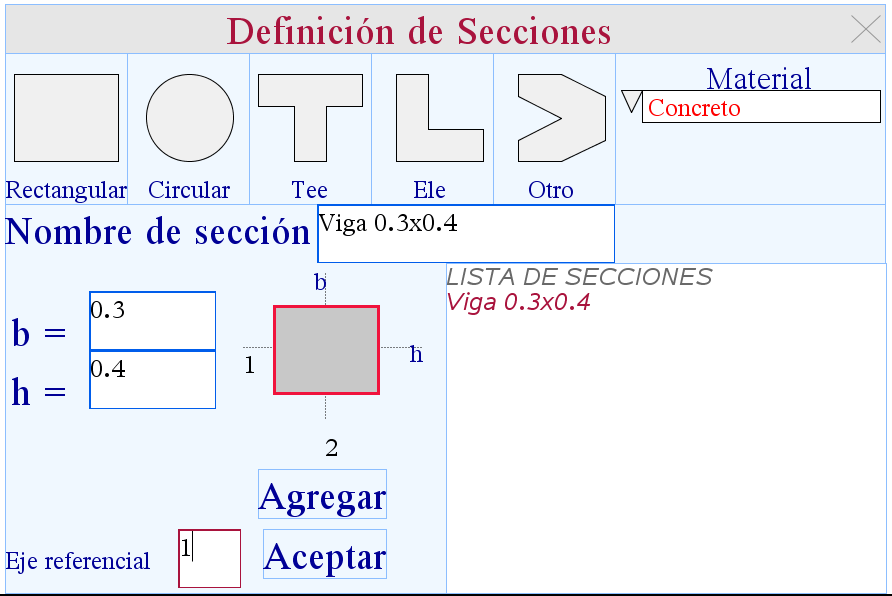 Definición de Secciones
Material
Concreto
Rectangular
Circular
Tee
Ele
Otro
Nombre de sección
Viga 0.3x0.4
LISTA DE SECCIONES
Viga 0.3x0.4
b
b =
0.3
1
h
h =
0.4
2
Agregar
Eje referencial
1
Aceptar